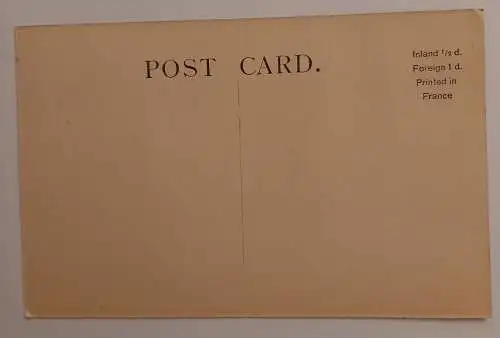 POST CARD.
Inland 1/2 d.
Foreign 1 d.
Printed in
France